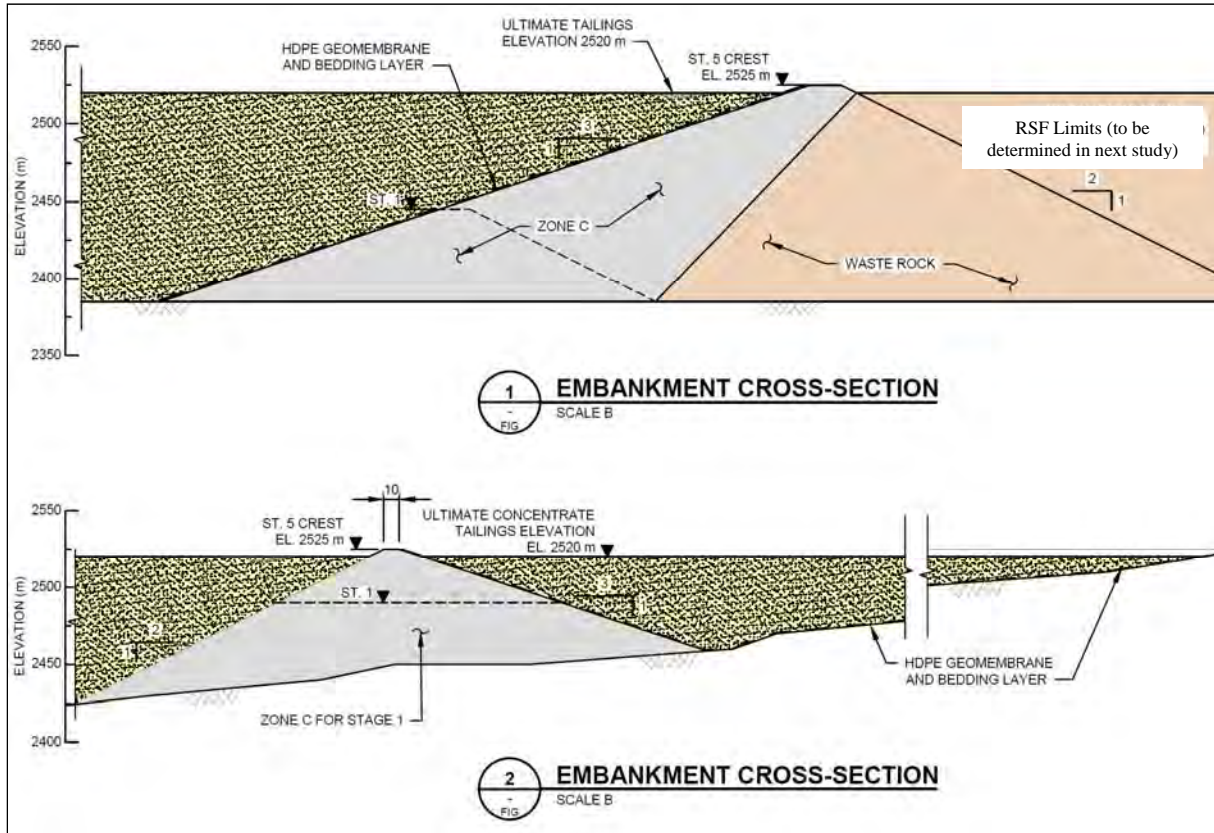 ULTIMATE TAILINGS
ELEVATION 2520 m
HDPE GEOMEMBRANE
AND BEDDING LAYER
ST. 5 CREST
EL. 2525 m
2550
2500
2450
2400
2350
ELEVATION (m)
3
1
RSF Limits (to be
determined in next study)
2
1
ST. 1
ZONE C
WASTE ROCK
1
-
FIG
EMBANKMENT CROSS-SECTION
SCALE B
10
ST. 5 CREST
EL. 2525 m
ULTIMATE CONCENTRATE
TAILINGS ELEVATION
EL. 2520 m
2550
2500
2450
2400
ELEVATION (m)
ST. 1
3
1
2
1
HDPE GEOMEMBRANE
AND BEDDING LAYER
ZONE C FOR STAGE 1
2
-
FIG
EMBANKMENT CROSS-SECTION
SCALE B